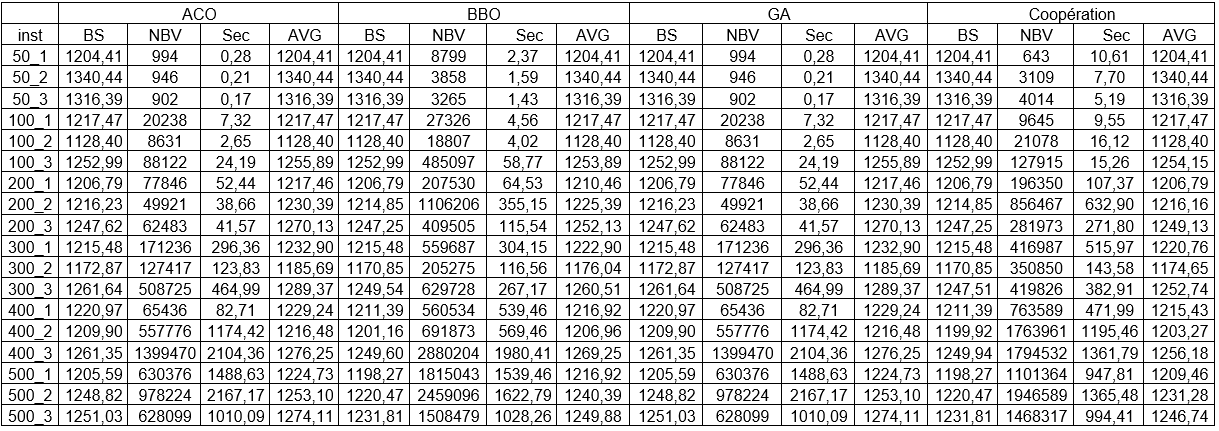 ACO BBO GA Coopération
inst BS NBV Sec AVG BS NBV Sec AVG BS NBV Sec AVG BS NBV Sec AVG
50_1 1204,41 994 0,28 1204,41 1204,41 8799 2,37 1204,41 1204,41 994 0,28 1204,41 1204,41 643 10,61 1204,41
50_2 1340,44 946 0,21 1340,44 1340,44 3858 1,59 1340,44 1340,44 946 0,21 1340,44 1340,44 3109 7,70 1340,44
50_3 1316,39 902 0,17 1316,39 1316,39 3265 1,43 1316,39 1316,39 902 0,17 1316,39 1316,39 4014 5,19 1316,39
100_1 1217,47 20238 7,32 1217,47 1217,47 27326 4,56 1217,47 1217,47 20238 7,32 1217,47 1217,47 9645 9,55 1217,47
100_2 1128,40 8631 2,65 1128,40 1128,40 18807 4,02 1128,40 1128,40 8631 2,65 1128,40 1128,40 21078 16,12 1128,40
100_3 1252,99 88122 24,19 1255,89 1252,99 485097 58,77 1253,89 1252,99 88122 24,19 1255,89 1252,99 127915 15,26 1254,15
200_1 1206,79 77846 52,44 1217,46 1206,79 207530 64,53 1210,46 1206,79 77846 52,44 1217,46 1206,79 196350 107,37 1206,79
200_2 1216,23 49921 38,66 1230,39 1214,85 1106206 355,15 1225,39 1216,23 49921 38,66 1230,39 1214,85 856467 632,90 1216,16
200_3 1247,62 62483 41,57 1270,13 1247,25 409505 115,54 1252,13 1247,62 62483 41,57 1270,13 1247,25 281973 271,80 1249,13
300_1 1215,48 171236 296,36 1232,90 1215,48 559687 304,15 1222,90 1215,48 171236 296,36 1232,90 1215,48 416987 515,97 1220,76
300_2 1172,87 127417 123,83 1185,69 1170,85 205275 116,56 1176,04 1172,87 127417 123,83 1185,69 1170,85 350850 143,58 1174,65
300_3 1261,64 508725 464,99 1289,37 1249,54 629728 267,17 1260,51 1261,64 508725 464,99 1289,37 1247,51 419826 382,91 1252,74
400_1 1220,97 65436 82,71 1229,24 1211,39 560534 539,46 1216,92 1220,97 65436 82,71 1229,24 1211,39 763589 471,99 1215,43
400_2 1209,90 557776 1174,42 1216,48 1201,16 691873 569,46 1206,96 1209,90 557776 1174,42 1216,48 1199,92 1763961 1195,46 1203,27
400_3 1261,35 1399470 2104,36 1276,25 1249,60 2880204 1980,41 1269,25 1261,35 1399470 2104,36 1276,25 1249,94 1794532 1361,79 1256,18
500_1 1205,59 630376 1488,63 1224,73 1198,27 1815043 1539,46 1216,92 1205,59 630376 1488,63 1224,73 1198,27 1101364 947,81 1209,46
500_2 1248,82 978224 2167,17 1253,10 1220,47 2459096 1622,79 1240,39 1248,82 978224 2167,17 1253,10 1220,47 1946589 1365,48 1231,28
500_3 1251,03 628099 1010,09 1274,11 1231,81 1508479 1028,26 1249,88 1251,03 628099 1010,09 1274,11 1231,81 1468317 994,41 1246,74